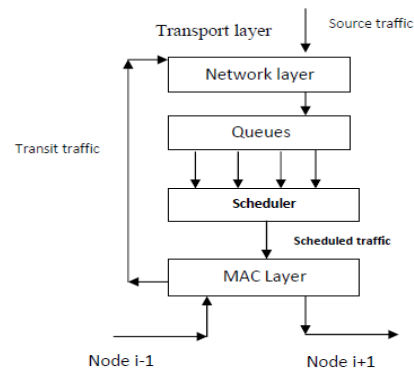 Source traffic
Transport layer
Network layer
Queues
Transit traffic
Scheduler
Scheduled traffic
MAC Layer
Node i-1
Node i+1